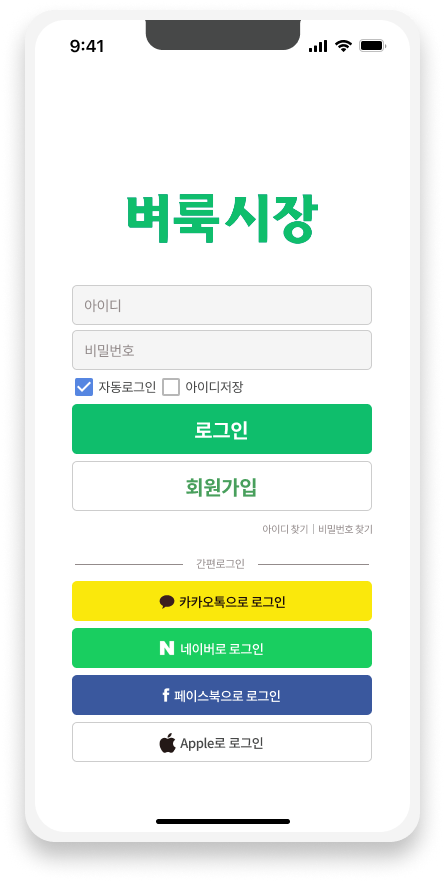 9:41
벼룩시장
아이디
비밀번호
자동로그인 아이디저장
로그인
회원가입
아이디 찾기 | 비밀번호 찾기
간편로그인
카카오톡으로 로그인
N 네이버로 로그인
f 페이스북으로 로그인
Apple로 로그인